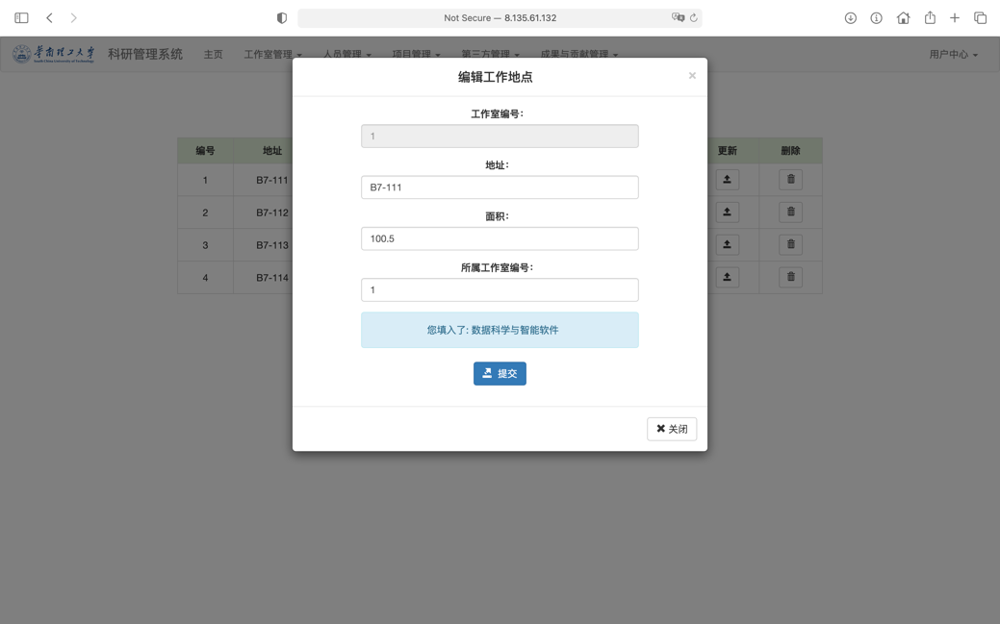 Not Secure — 8.135.61.132
华南理工大学
South China University of Technology
科研管理系统 主页 工作室管理 人员管理 项目管理 第三方管理 成果与贡献管理 用户中心
编辑工作地点 ×
工作室编号：
1
地址：
B7-111
面积：
100.5
所属工作室编号：
1
您填入了: 数据科学与智能软件
提交
关闭
编号 地址 更新 删除
1 B7-111
2 B7-112
3 B7-113
4 B7-114